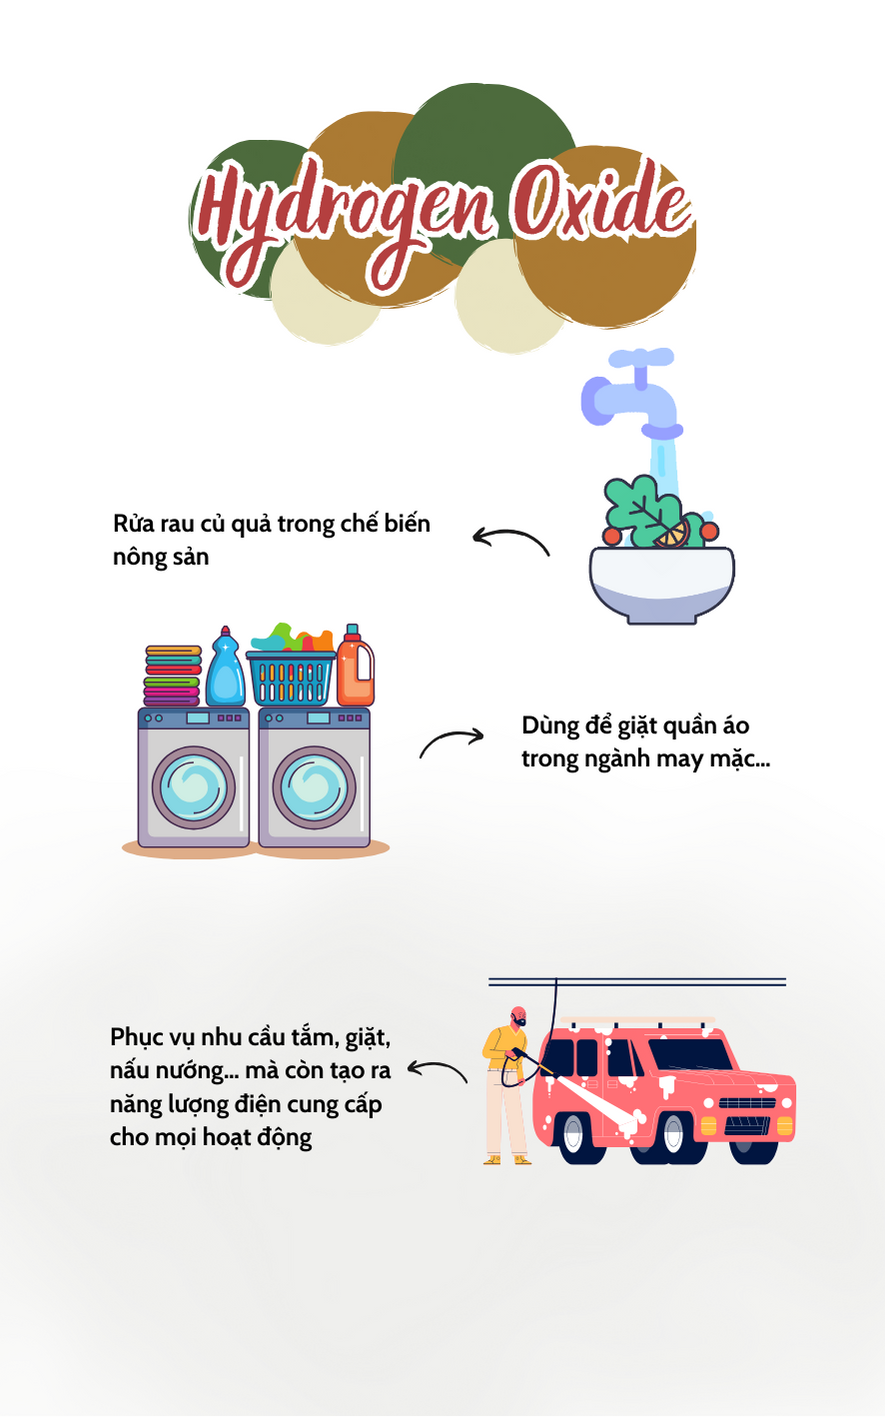 Hydrogen Oxide
Rửa rau củ quả trong chế biến
nông sản
Dùng để giặt quần áo
trong ngành may mặc...
Phục vụ nhu cầu tắm, giặt,
nấu nướng... mà còn tạo ra
năng lượng điện cung cấp
cho mọi hoạt động